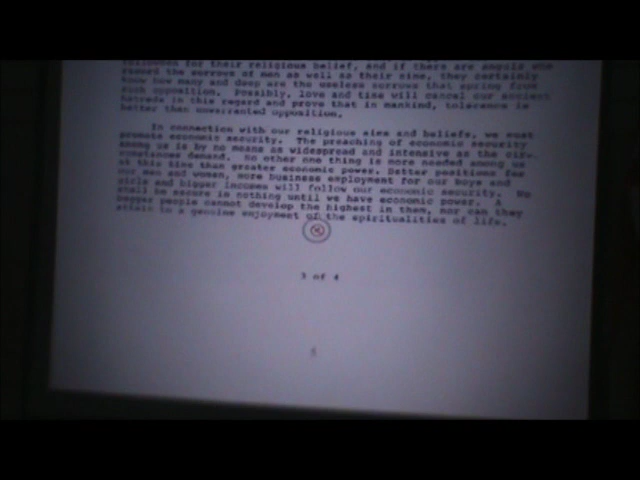 for their religious belief, and if there are angels who
record the sorrows of men as well as their sins, they certainly
know how many and deep are the useless sorrows that spring from
such opposition. Possibly, love and time will cancel our ancient
hatreds in this regard and prove that in mankind, tolerance is
better than unwarranted opposition.
In connection with our religious aims and beliefs, we must
promote economic security. The preaching of economic security
among us is by no means as widespread and intensive as the cir-
cumstances demand. No other one thing is more needed among us
at this time than greater economic power. Better positions for
our men and women, more business employment for our boys and
girls and bigger incomes will follow our economic security. We
shall be secure in nothing until we have economic power. A
beggar people cannot develop the highest in them, nor can they
attain to a genuine enjoyment of the spiritualities of life.
3 of 4
5